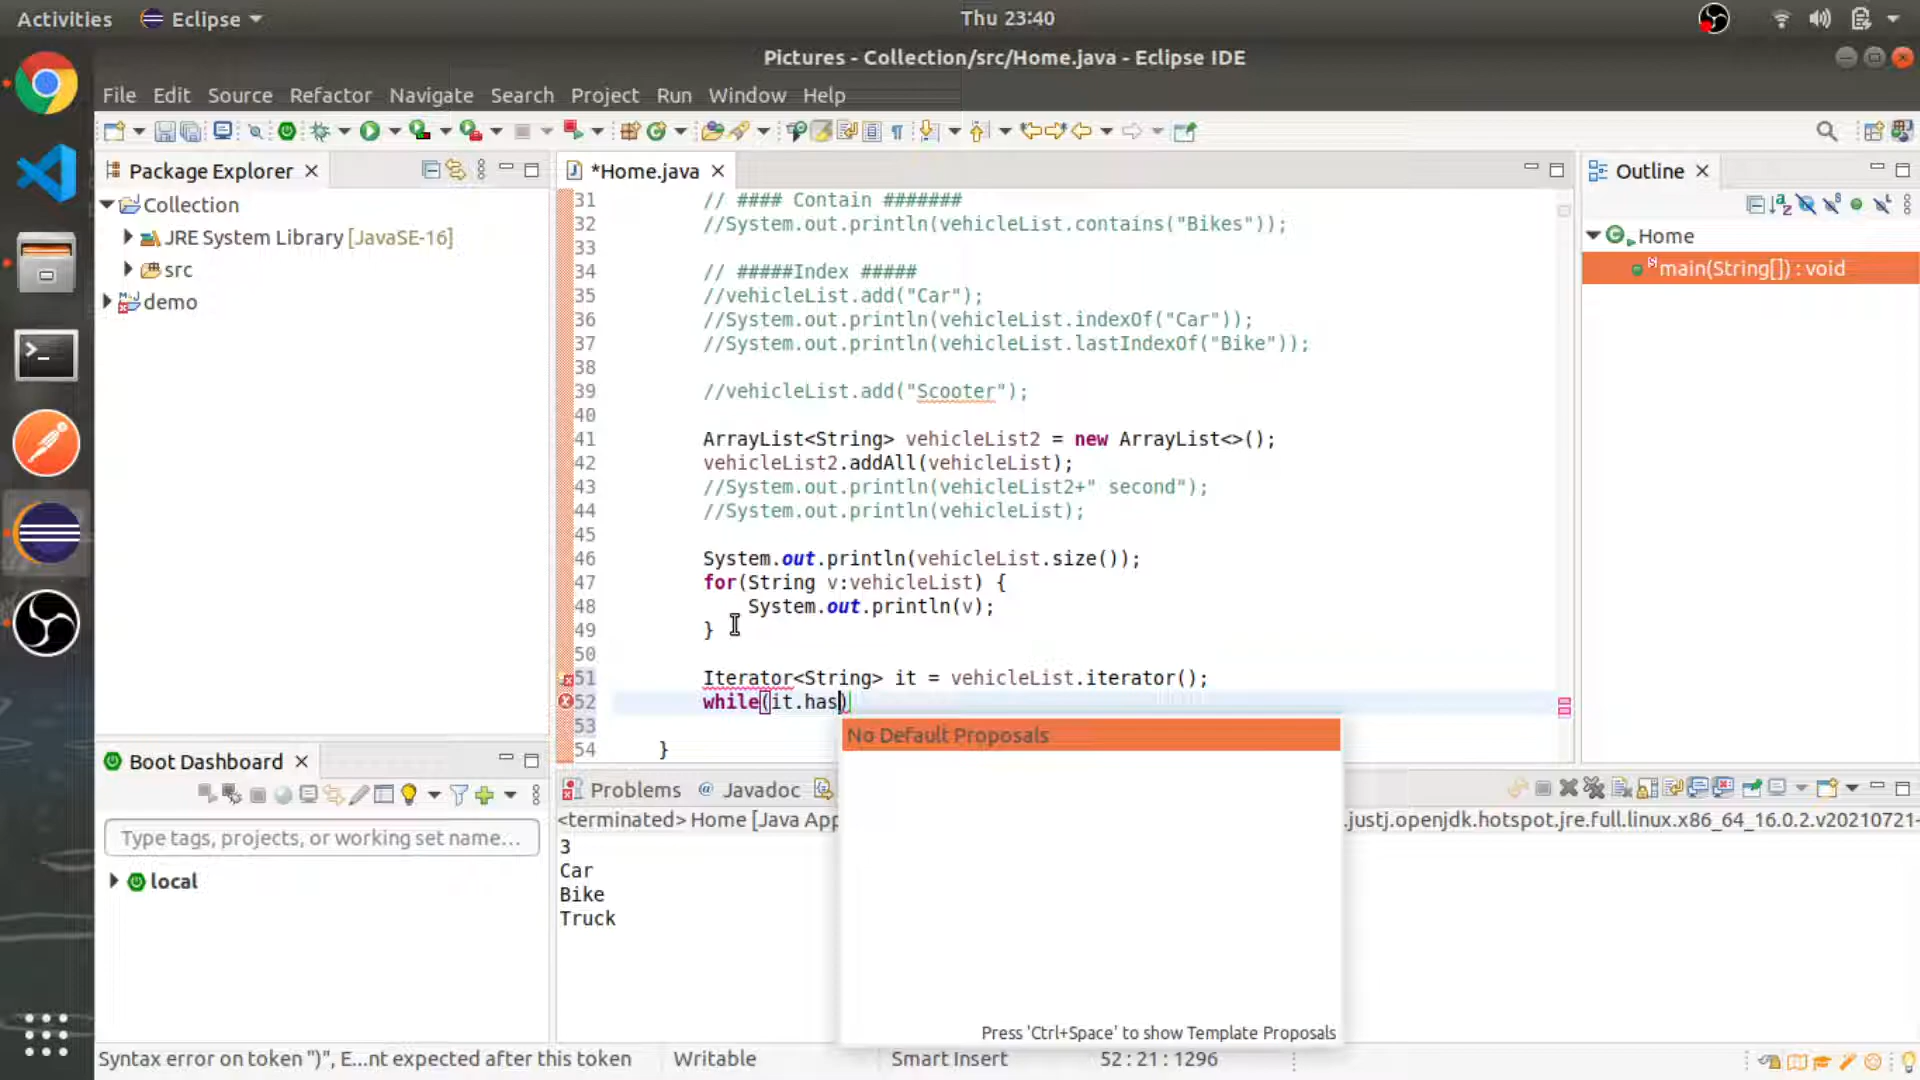 Activities Eclipse Thu 23:40
Pictures - Collection/src/Home.java - Eclipse IDE
File Edit Source Refactor Navigate Search Project Run Window Help
Package Explorer
Collection
JRE System Library [JavaSE-16]
src
demo
*Home.java
31 // #### Contain #######
32 //System.out.println(vehicleList.contains("Bikes"));
33
34 // #####Index #####
35 //vehicleList.add("Car");
36 //System.out.println(vehicleList.indexOf("Car"));
37 //System.out.println(vehicleList.lastIndexOf("Bike"));
38
39 //vehicleList.add("Scooter");
40
41 ArrayList<String> vehicleList2 = new ArrayList<>();
42 vehicleList2.addAll(vehicleList);
43 //System.out.println(vehicleList2+" second");
44 //System.out.println(vehicleList);
45
46 System.out.println(vehicleList.size());
47 for(String v:vehicleList) {
48 System.out.println(v);
49 }
50
51 Iterator<String> it = vehicleList.iterator();
52 while(it.has)
53
54 }
No Default Proposals
Press 'Ctrl+Space' to show Template Proposals
Outline
Home
main(String[]) : void
Boot Dashboard
Type tags, projects, or working set name...
local
Problems @ Javadoc
<terminated> Home [Java App .justj.openjdk.hotspot.jre.full.linux.x86_64_16.0.2.v20210721-
3
Car
Bike
Truck
Syntax error on token ")", E...nt expected after this token Writable Smart Insert 52 : 21 : 1296